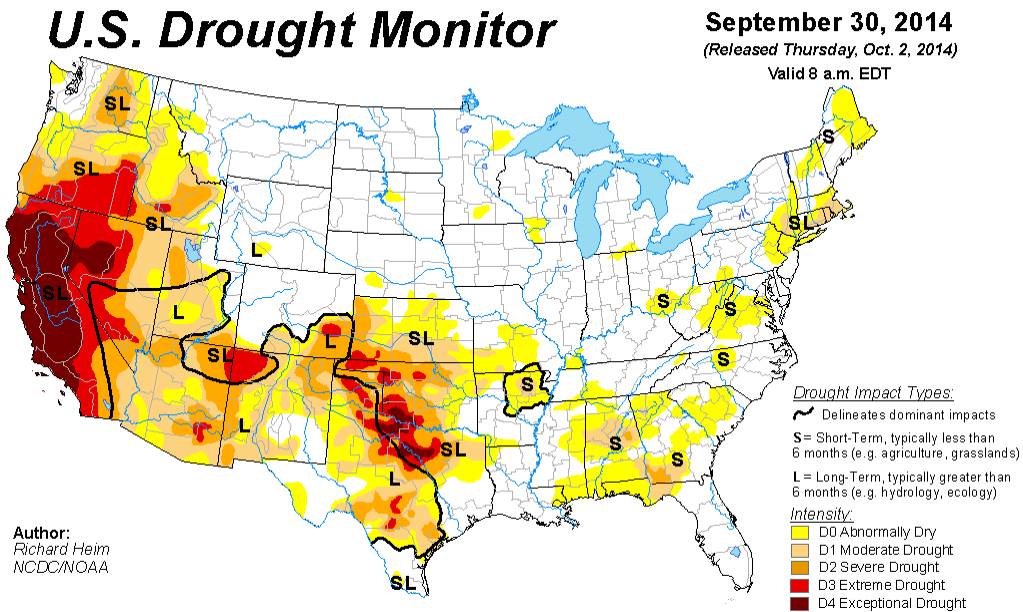 U.S. Drought Monitor
September 30, 2014
(Released Thursday, Oct. 2, 2014)
Valid 8 a.m. EDT
SL
S
SL
SL
SL
L
SL
L
S
S
L
SL
SL
S
S
L
S
SL
S
L
SL
Drought Impact Types:
Delineates dominant impacts
S = Short-Term, typically less than
6 months (e.g. agriculture, grasslands)
L = Long-Term, typically greater than
6 months (e.g. hydrology, ecology)
Intensity:
D0 Abnormally Dry
D1 Moderate Drought
D2 Severe Drought
D3 Extreme Drought
D4 Exceptional Drought
Author:
Richard Heim
NCDC/NOAA